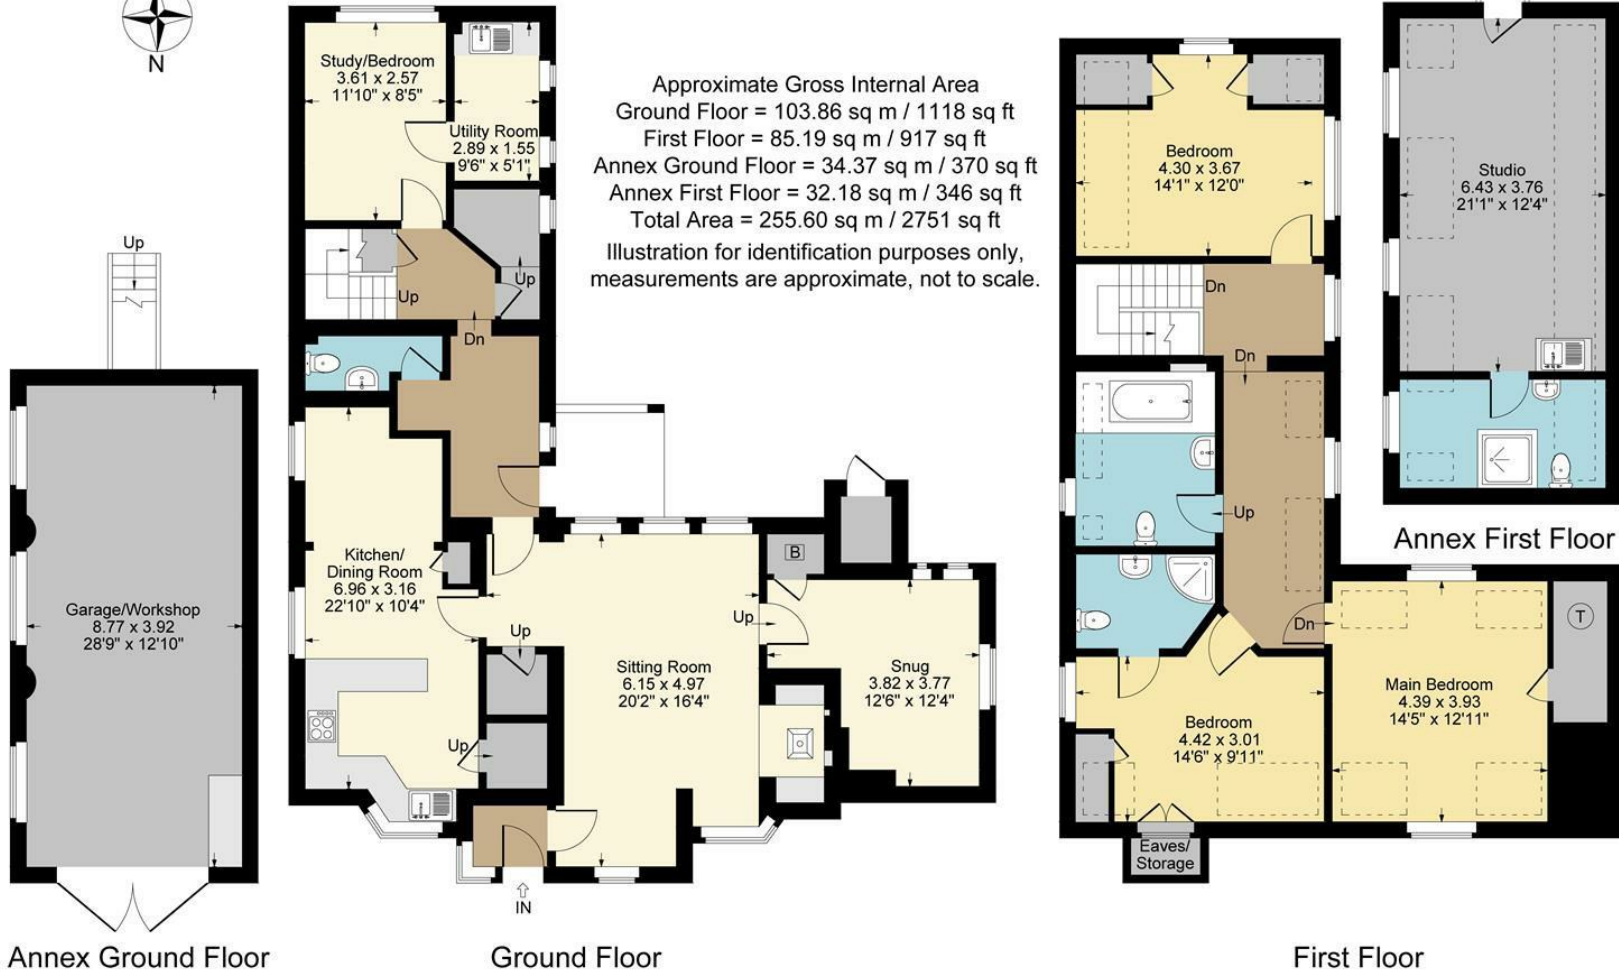 N
Study/Bedroom
3.61 x 2.57
11'10" x 8'5"
Utility Room
2.89 x 1.55
9'6" x 5'1"
Approximate Gross Internal Area
Ground Floor = 103.86 sq m / 1118 sq ft
First Floor = 85.19 sq m / 917 sq ft
Annex Ground Floor = 34.37 sq m / 370 sq ft
Annex First Floor = 32.18 sq m / 346 sq ft
Total Area = 255.60 sq m / 2751 sq ft
Illustration for identification purposes only,
measurements are approximate, not to scale.
Up
Up
Up
Dn
Kitchen/
Dining Room
6.96 x 3.16
22'10" x 10'4"
Garage/Workshop
8.77 x 3.92
28'9" x 12'10"
Up
Up
Sitting Room
6.15 x 4.97
20'2" x 16'4"
Up
B
Snug
3.82 x 3.77
12'6" x 12'4"
IN
Annex Ground Floor
Ground Floor
Bedroom
4.30 x 3.67
14'1" x 12'0"
Dn
Dn
Up
Dn
Bedroom
4.42 x 3.01
14'6" x 9'11"
Main Bedroom
4.39 x 3.93
14'5" x 12'11"
T
Eaves/
Storage
First Floor
Studio
6.43 x 3.76
21'1" x 12'4"
Annex First Floor